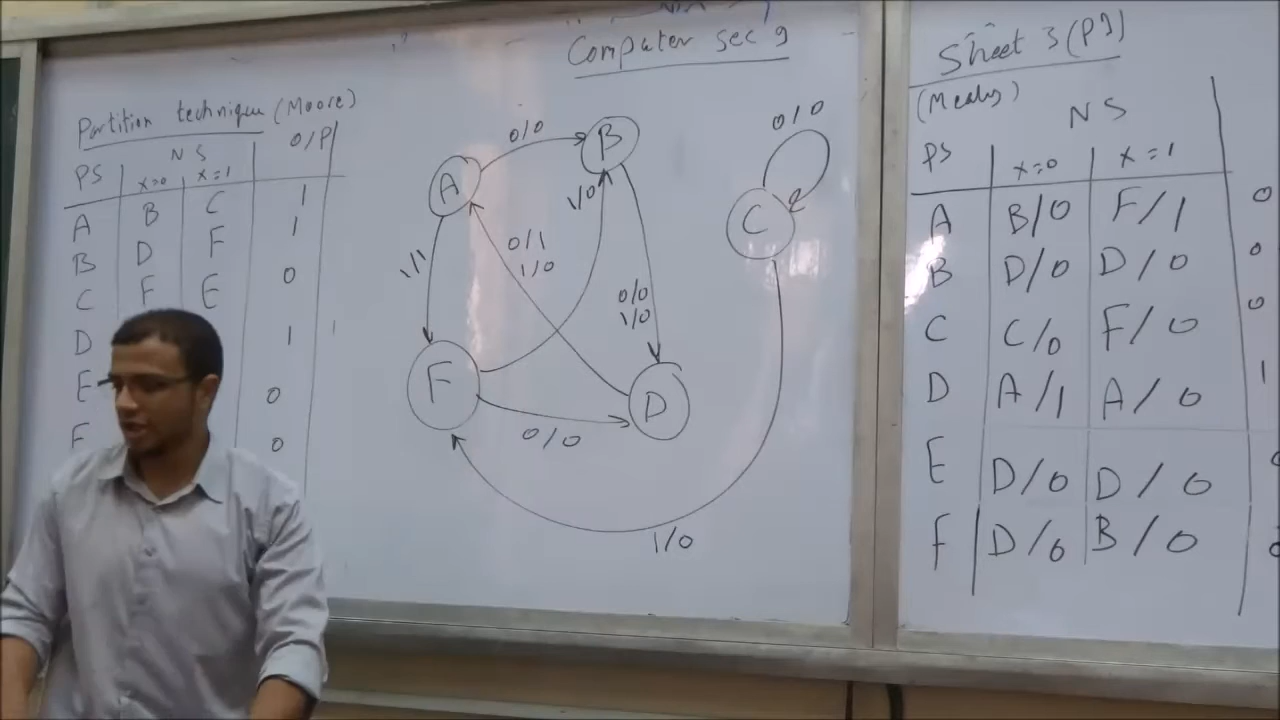 Computer sec 9
Partition technique (Moore)
NS O/P
PS x=0 x=1
A B C 1
B D F 1
C F E 0
D 1
E 0
F 0
A
B
C
F
D
0/0
1/1
0/1
1/0
1/0
0/0
1/0
0/0
0/0
1/0
Sheet 3
(Mealy)
NS
PS x=0 x=1
A B/0 F/1 0
B D/0 D/0 0
C C/0 F/0 0
D A/1 A/0 1
E D/0 D/0
F D/0 B/0